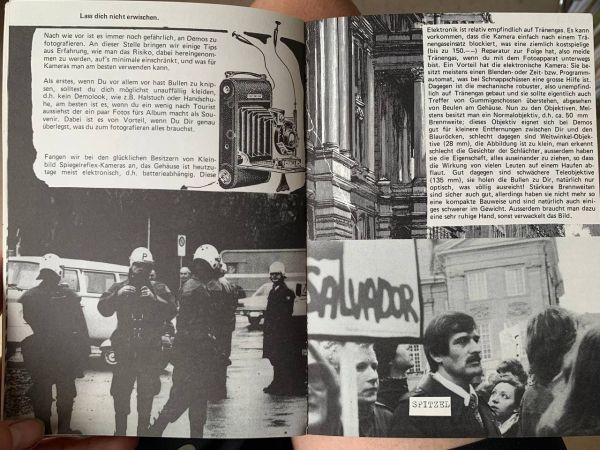 Lass dich nicht erwischen.
Nach wie vor ist es immer noch gefährlich, an Demos zu
fotografieren. An dieser Stelle bringen wir einige Tips
aus Erfahrung, wie man das Risiko, dabei hereingenom-
men zu werden, auf's minimale einschränkt, und was für
Kameras man am besten verwenden kann.
Als erstes, wenn Du vor allem vor hast Bullen zu knip-
sen, solltest du dich möglichst unauffällig kleiden,
d.h. kein Demolook, wie z.B. Halstuch oder Handschu-
he, am besten ist es, wenn du ein wenig nach Tourist
aussiehst der ein paar Fotos fürs Album macht als Sou-
venir. Dabei ist es von Vorteil, wenn Du Dir genau
überlegst, was du zum fotografieren alles brauchst.
Fangen wir bei den glücklichen Besitzern von Klein-
bild Spiegelreflex-Kameras an, das Gehäuse ist heutzu-
tage meist elektronisch, d.h. batterieabhängig. Diese
P
Elektronik ist relativ empfindlich auf Tränengas. Es kann
vorkommen, dass die Kamera einfach nach einem Trä-
nengaseinsatz blockiert, was eine ziemlich kostspielige
(bis zu 150.—) Reparatur zur Folge hat, also meide
Tränengas, wenn du mit dem Fotoapparat unterwegs
bist. Ein Vorteil hat die elektronische Kamera: Sie be-
sitzt meistens einen Blenden- oder Zeit- bzw. Programm-
automat, was bei Schnappschüssen eine grosse Hilfe ist.
Dagegen ist die mechanische robuster, also unempfind-
lich auf Tränengas gebaut und sie sollte eigentlich auch
Treffer von Gummigeschossen überstehen, abgesehen
von Beulen am Gehäuse. Nun zu den Objektiven. Mei-
stens besitzt man ein Normalobjektiv, d.h. ca. 50 mm
Brennweite; dieses Objektiv eignet sich bei Demos
gut für kleinere Entfernungen zwischen Dir und den
Blauröcken, schlecht dagegen sind Weitwinkel-Objek-
tive (28 mm), die Abbildung ist zu klein, man erkennt
schlecht die Gesichter der Schlächter, ausserdem haben
sie die Eigenschaft, alles auseinander zu ziehen, so dass
die Wirkung von vielen Leuten auf einem Haufen ab-
flaut. Gut dagegen sind schwächere Teleobjektive
(135 mm), sie holen die Bullen zu Dir, natürlich nur
optisch, was völlig ausreicht! Stärkere Brennweiten
sind sicher auch gut, allerdings haben sie nicht mehr so
eine kompakte Bauweise und sind natürlich auch eini-
ges schwerer im Gewicht. Ausserdem braucht man dazu
eine sehr ruhige Hand, sonst verwackelt das Bild.
SALVADOR
SPITZEL